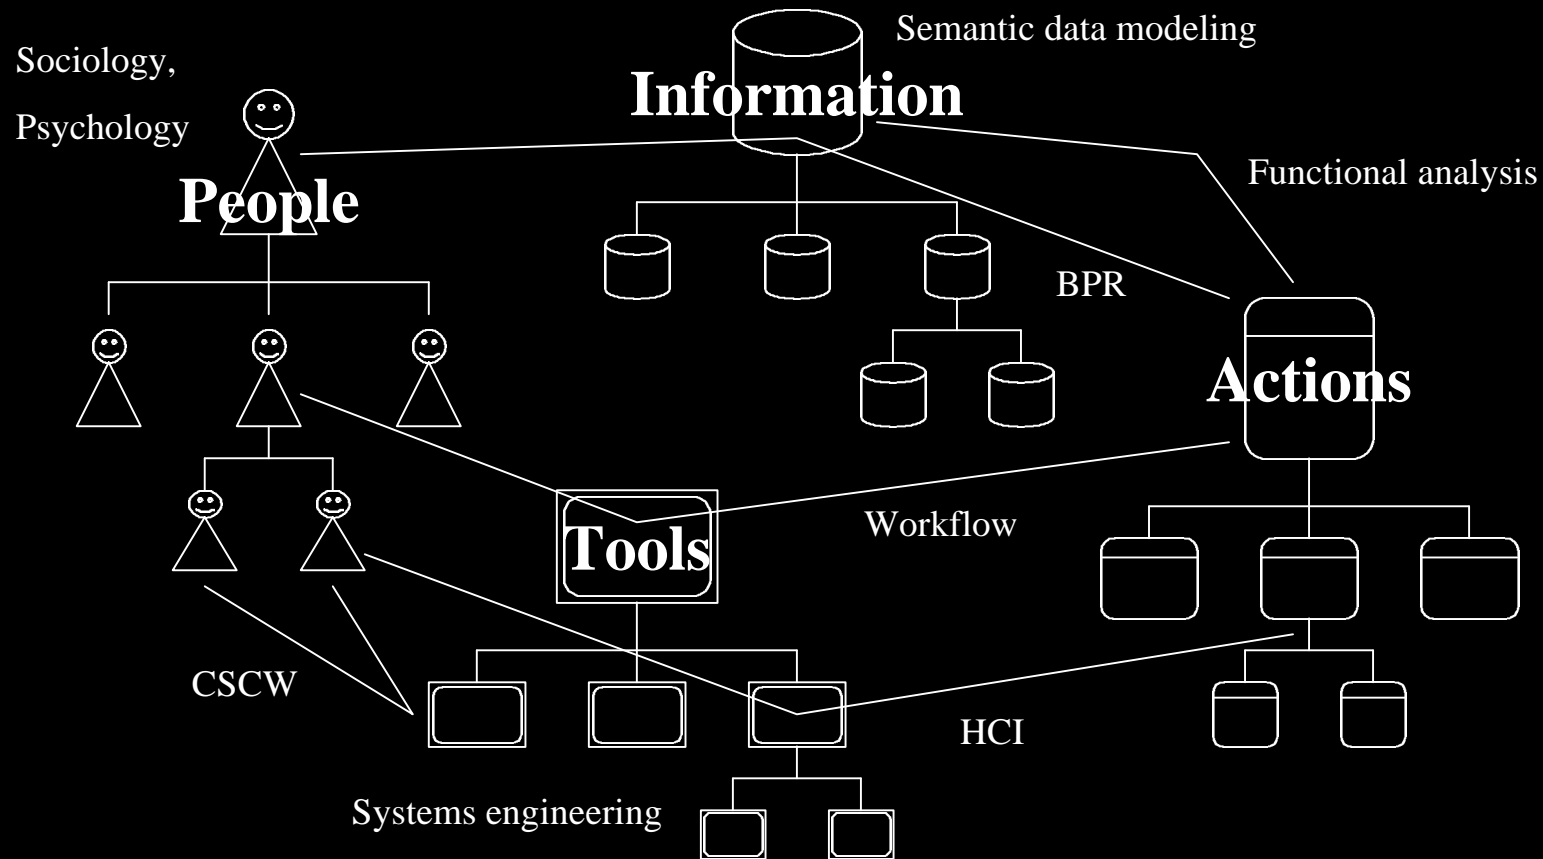 Semantic data modeling
Sociology,
Information
Psychology
Functional analysis
People
BPR
Actions
Workflow
Tools
CSCW
HCI
Systems engineering